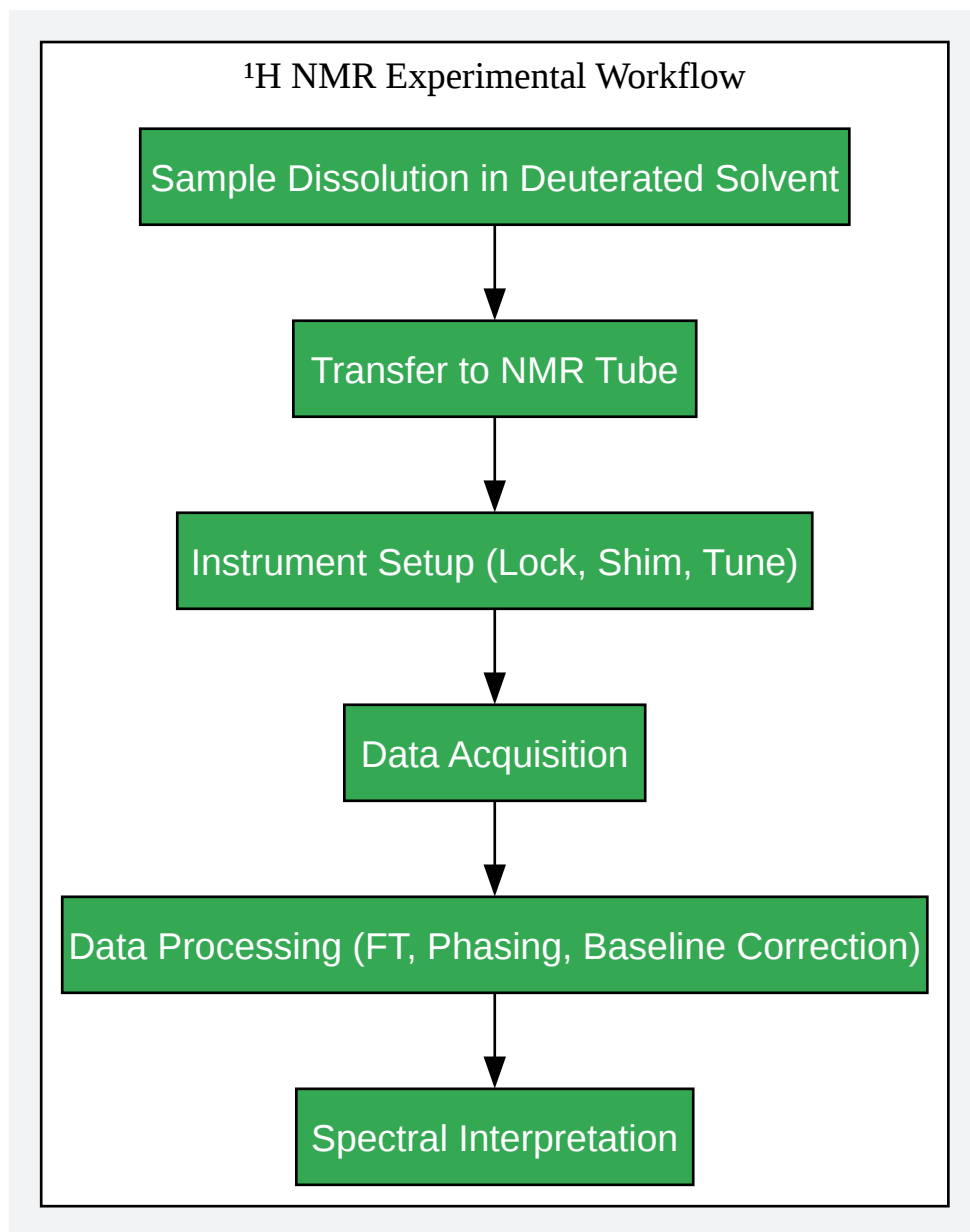 ¹H NMR Experimental Workflow
Sample Dissolution in Deuterated Solvent
Transfer to NMR Tube
Instrument Setup (Lock, Shim, Tune)
Data Acquisition
Data Processing (FT, Phasing, Baseline Correction)
Spectral Interpretation